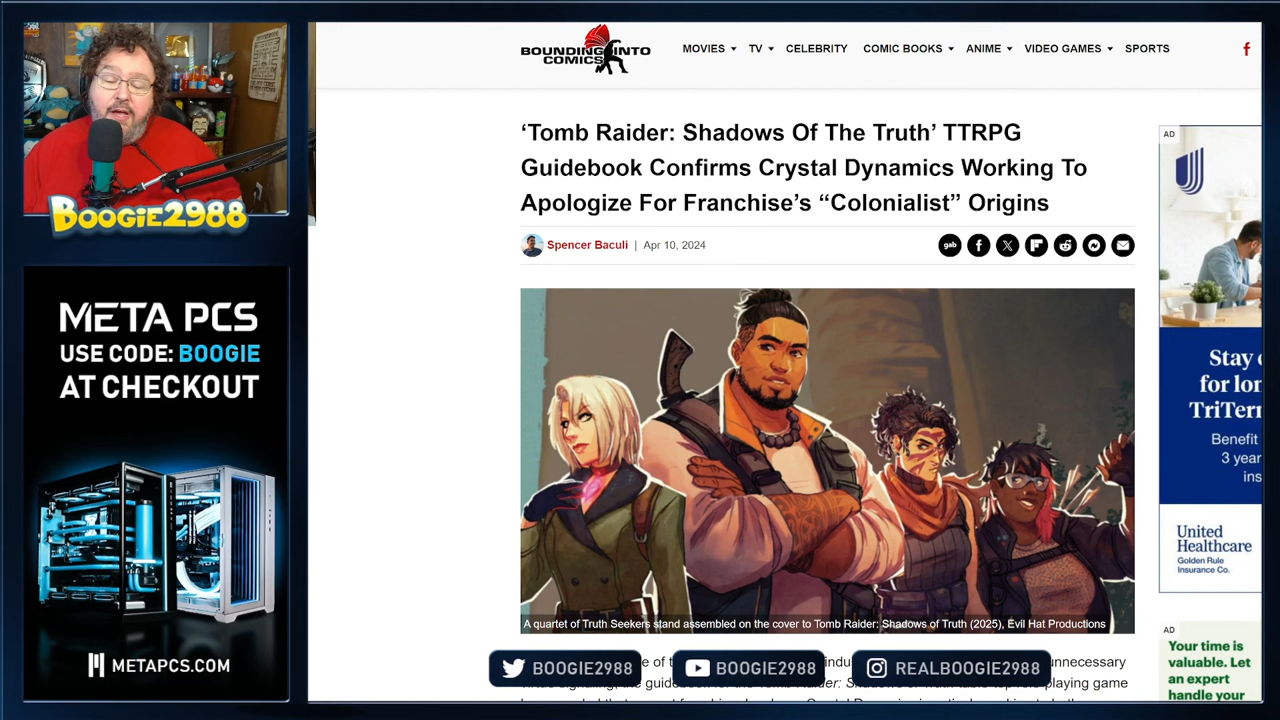 BOOGIE2988
META PCS
USE CODE: BOOGIE
AT CHECKOUT
METAPCS.COM
BOUNDING INTO
COMICS
MOVIES TV CELEBRITY COMIC BOOKS ANIME VIDEO GAMES SPORTS
‘Tomb Raider: Shadows Of The Truth’ TTRPG
Guidebook Confirms Crystal Dynamics Working To
Apologize For Franchise’s “Colonialist” Origins
Spencer Baculi | Apr 10, 2024
gab
A quartet of Truth Seekers stand assembled on the cover to Tomb Raider: Shadows of Truth (2025), Evil Hat Productions
unnecessary
playing game
BOOGIE2988 BOOGIE2988 REALBOOGIE2988
AD
Stay
for lon
TriTer
Benefit
3 year
ins
United
Healthcare
Golden Rule
Insurance Co.
AD
Your time is
valuable. Let
an expert
handle your